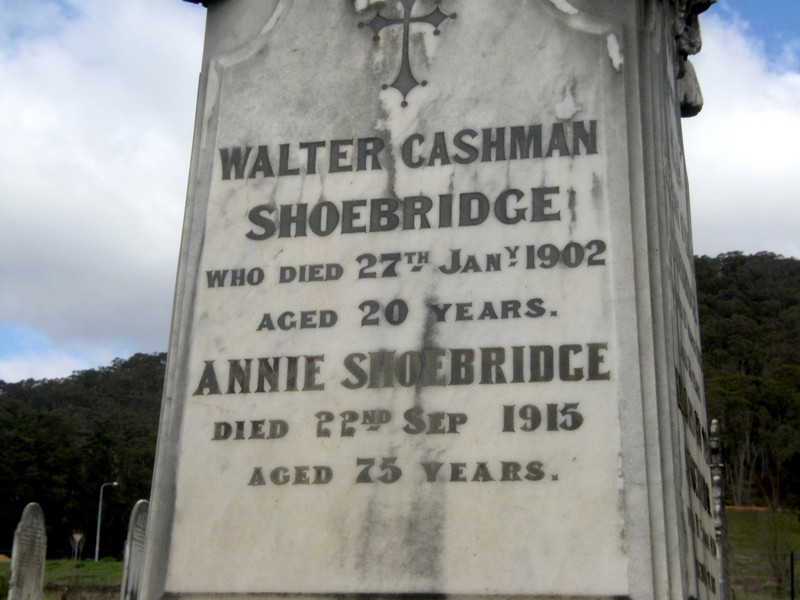 WALTER CASHMAN
SHOEBRIDGE
WHO DIED 27TH JANY 1902
AGED 20 YEARS.
ANNIE SHOEBRIDGE
DIED 22ND SEP 1915
AGED 75 YEARS.